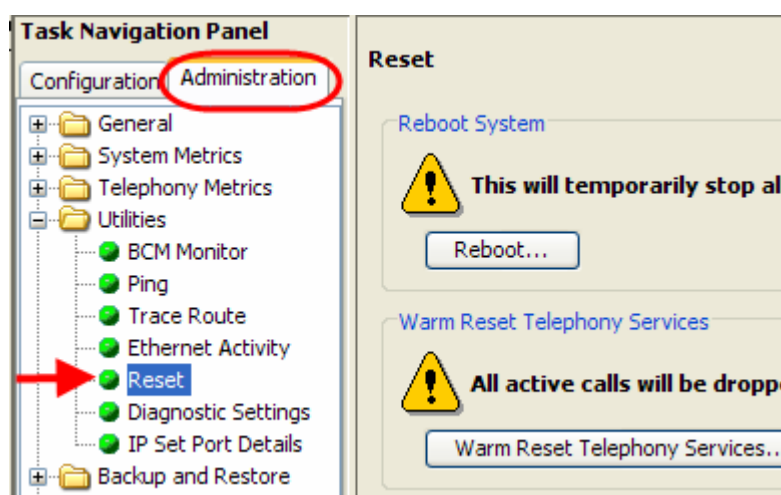 Task Navigation Panel
Configuration
Administration
General
System Metrics
Telephony Metrics
Utilities
BCM Monitor
Ping
Trace Route
Ethernet Activity
Reset
Diagnostic Settings
IP Set Port Details
Backup and Restore
Reset
Reboot System
This will temporarily stop al
Reboot...
Warm Reset Telephony Services
All active calls will be droppe
Warm Reset Telephony Services..